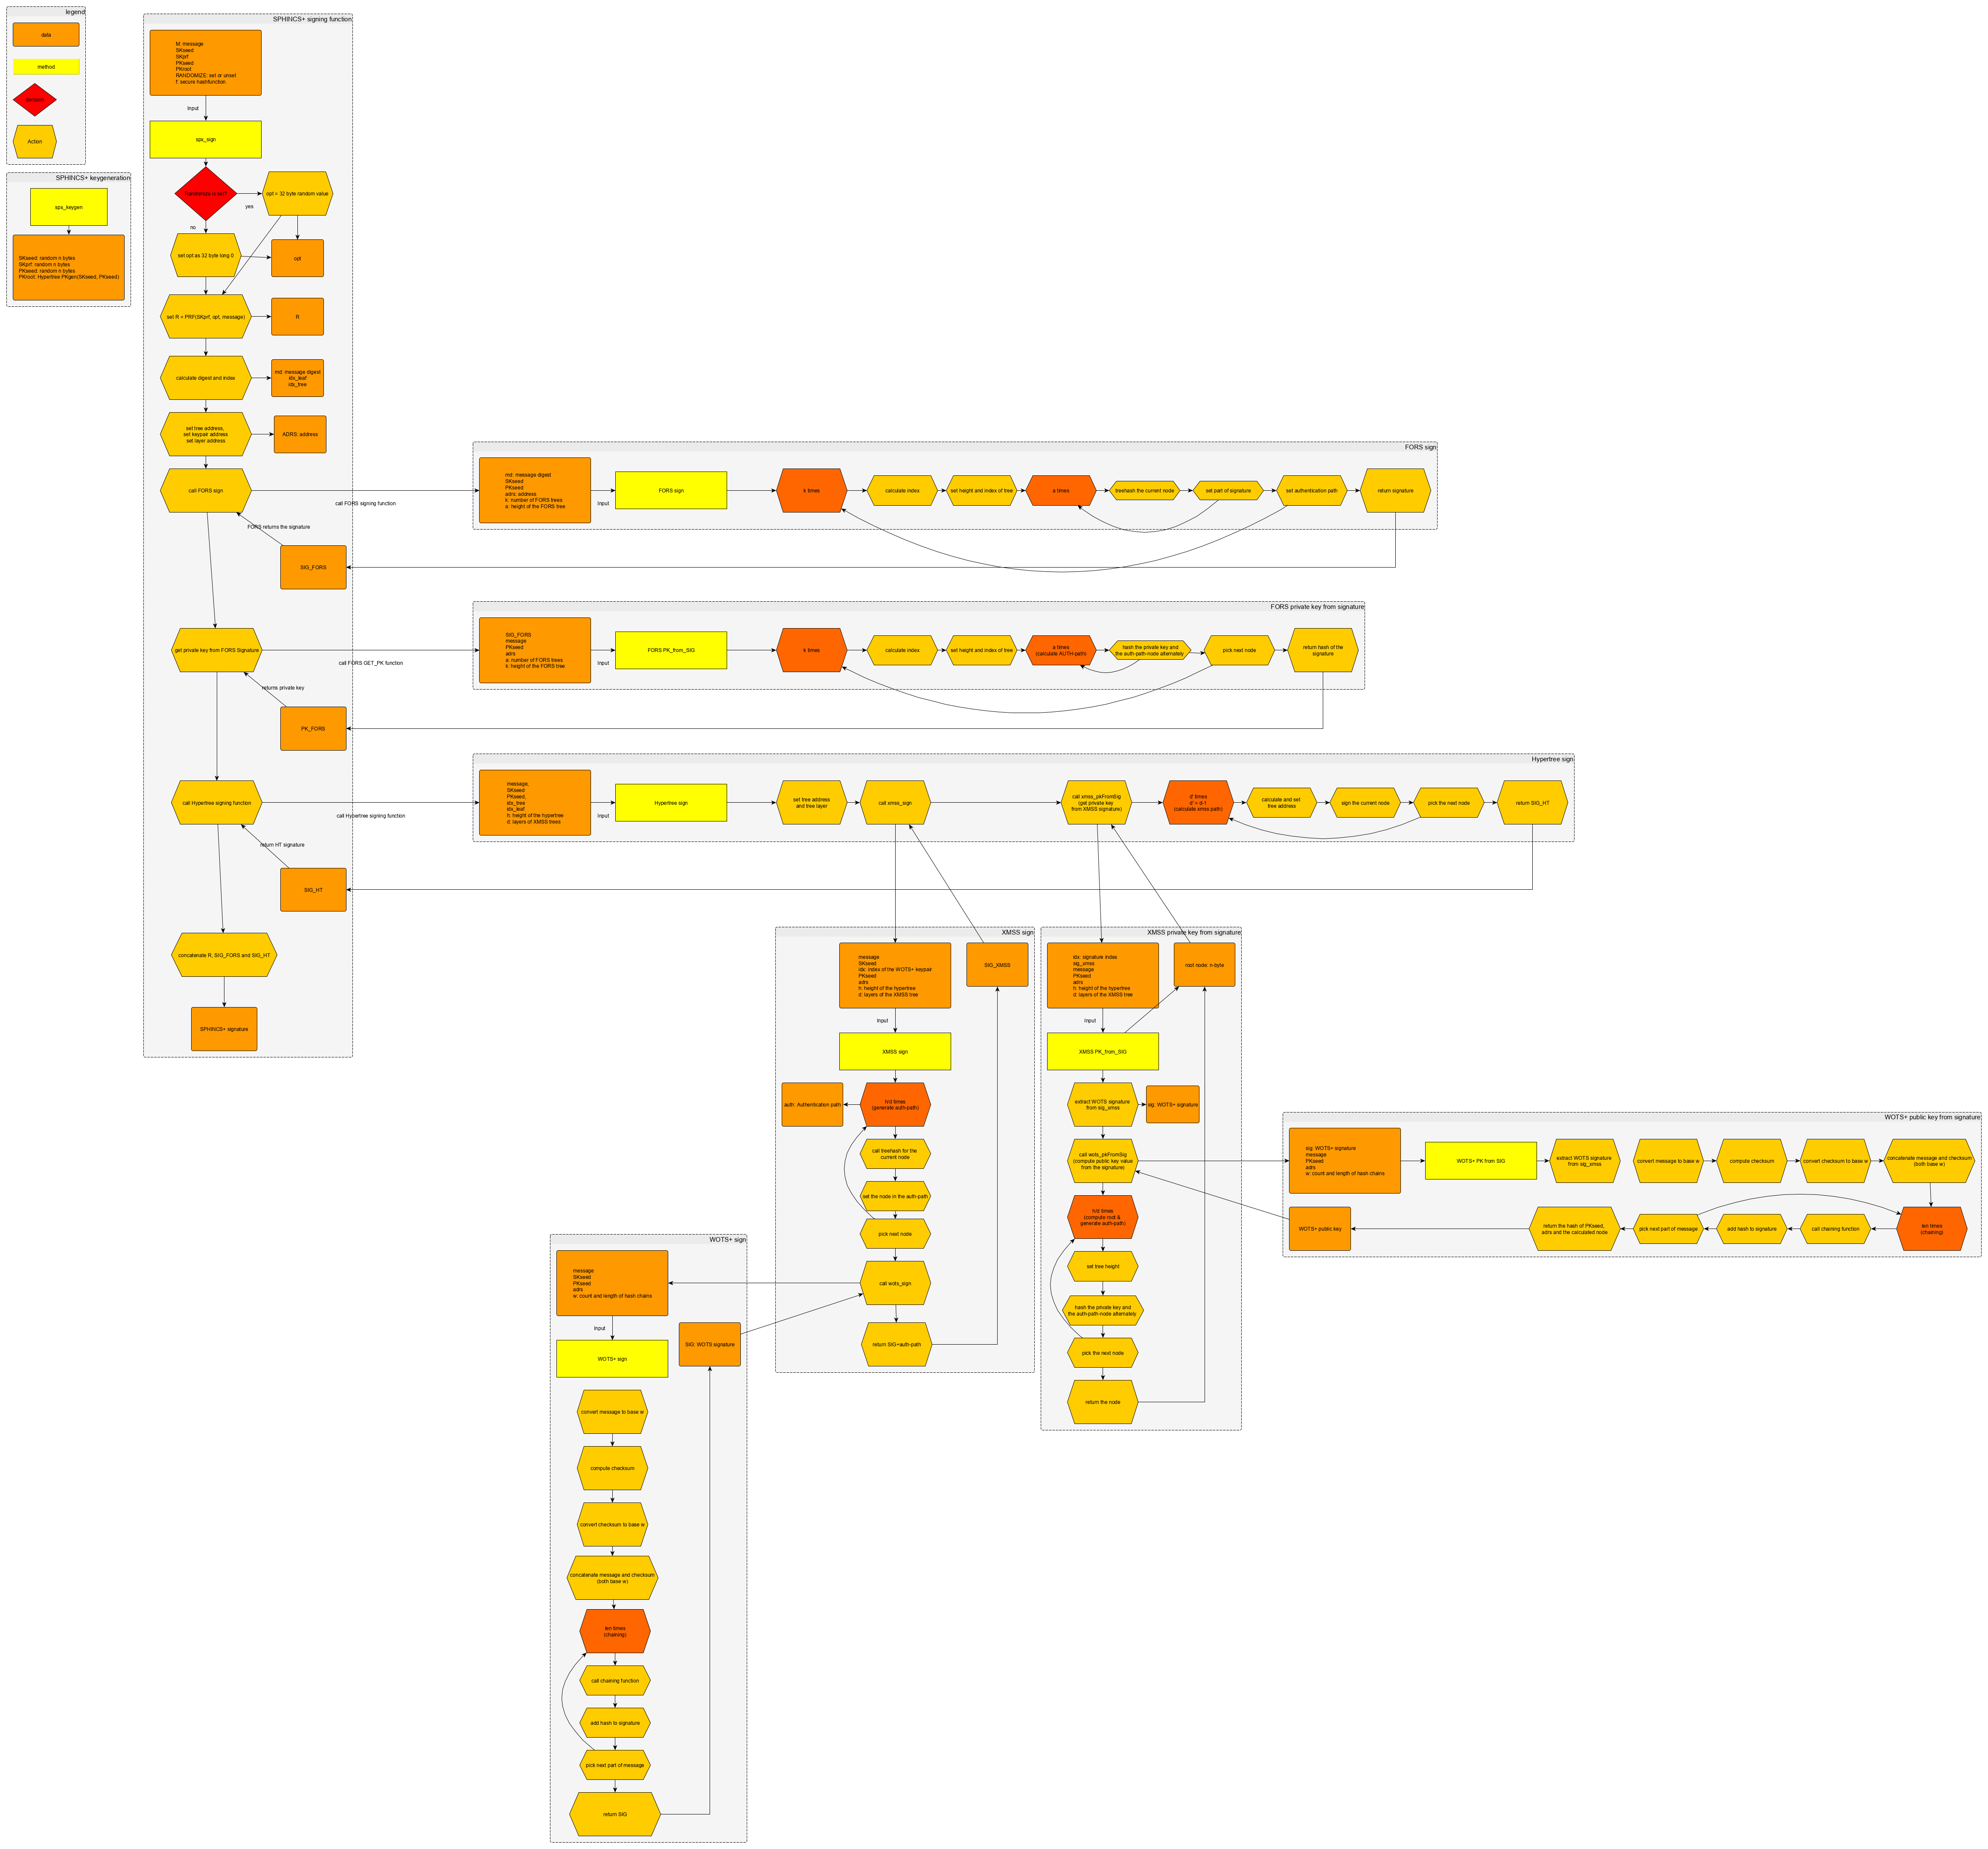 legend
data
method
Action
SPHINCS+ keygeneration
spx_keygen
SKseed: random n bytes
SKprf: random n bytes
PKseed: random n bytes
PKroot: Hypertree PKgen(SKseed, PKseed)
SPHINCS+ signing function
M: message
SKseed
SKprf
PKseed
PKroot
RANDOMIZE: set or unset
f: secure hashfunction
Input
spx_sign
Randomize is set?
yes
opt = 32 byte random value
no
set opt as 32 byte long 0
opt
set R = PRF(SKprf, opt, message)
R
calculate digest and index
md: message digest
idx_leaf
idx_tree
set tree address,
set keypair address
set layer address
ADRS: address
call FORS sign
call FORS signing function
FORS returns the signature
SIG_FORS
get private key from FORS Signature
call FORS GET_PK function
returns private key
PK_FORS
call Hypertree signing function
call Hypertree signing function
return HT signature
SIG_HT
concatenate R, SIG_FORS and SIG_HT
SPHINCS+ signature
FORS sign
md: message digest
SKseed
PKseed
adrs: address
k: number of FORS trees
a: height of the FORS tree
Input
FORS sign
k times
calculate index
set height and index of tree
a times
treehash the current node
set part of signature
set authentication path
return signature
FORS private key from signature
SIG_FORS
message
PKseed
adrs
a: number of FORS trees
k: height of the FORS tree
Input
FORS PK_from_SIG
k times
calculate index
set height and index of tree
a times
(calculate AUTH-path)
hash the private key and
the auth-path-node alternately
pick next node
return hash of the
signature
Hypertree sign
message,
SKseed
PKseed,
idx_tree
idx_leaf
h: height of the hypertree
d: layers of XMSS trees
Input
Hypertree sign
set tree address
and tree layer
call xmss_sign
call xmss_pkFromSig
(get private key
from XMSS signature)
d' times
d' = d-1
(calculate xmss path)
calculate and set
tree address
sign the current node
pick the next node
return SIG_HT
XMSS sign
message
SKseed
idx: index of the WOTS+ keypair
PKseed
adrs
h: height of the hypertree
d: layers of the XMSS tree
SIG_XMSS
Input
XMSS sign
auth: Authentication path
h/d times
(generate auth-path)
call treehash for the
current node
set the node in the auth-path
pick next node
call wots_sign
return SIG+auth-path
XMSS private key from signature
idx: signature index
sig_xmss
message
PKseed
adrs
h: height of the hypertree
d: layers of the XMSS tree
root node: n-byte
Input
XMSS PK_from_SIG
extract WOTS signature
from sig_xmss
sig: WOTS+ signature
call wots_pkFromSig
(compute public key value
from the signature)
h/d times
(compute root &
generate auth-path)
set tree height
hash the private key and
the auth-path-node alternately
pick the next node
return the node
WOTS+ public key from signature
sig: WOTS+ signature
message
PKseed
adrs
w: count and length of hash chains
WOTS+ PK from SIG
extract WOTS signature
from sig_xmss
convert message to base w
compute checksum
convert checksum to base w
concatenate message and checksum
(both base w)
WOTS+ public key
return the hash of PKseed,
adrs and the calculated node
pick next part of message
add hash to signature
call chaining function
len times
(chaining)
WOTS+ sign
message
SKseed
PKseed
adrs
w: count and length of hash chains
Input
WOTS+ sign
SIG: WOTS signature
convert message to base w
compute checksum
convert checksum to base w
concatenate message and checksum
(both base w)
len times
(chaining)
call chaining function
add hash to signature
pick next part of message
return SIG